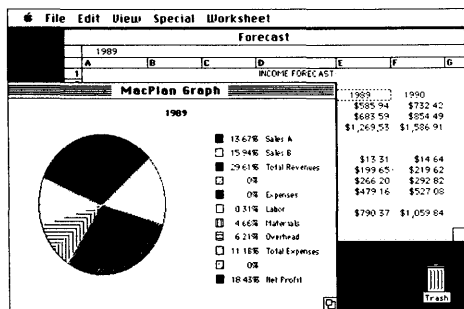 File Edit View Special Worksheet
Forecast
1989
A B C D E F G
1 INCOME FORECAST
MacPlan Graph
1989
13.67% Sales A
15.94% Sales B
29.61% Total Revenues
0%
0% Expenses
0.31% Labor
4.66% Materials
6.21% Overhead
11.18% Total Expenses
0%
18.43% Net Profit
1989 1990
$585.94 $732.42
$683.59 $854.49
$1,269.53 $1,586.91
$13.31 $14.64
$199.65 $219.62
$266.20 $292.82
$479.16 $527.08
$790.37 $1,059.84
Trash